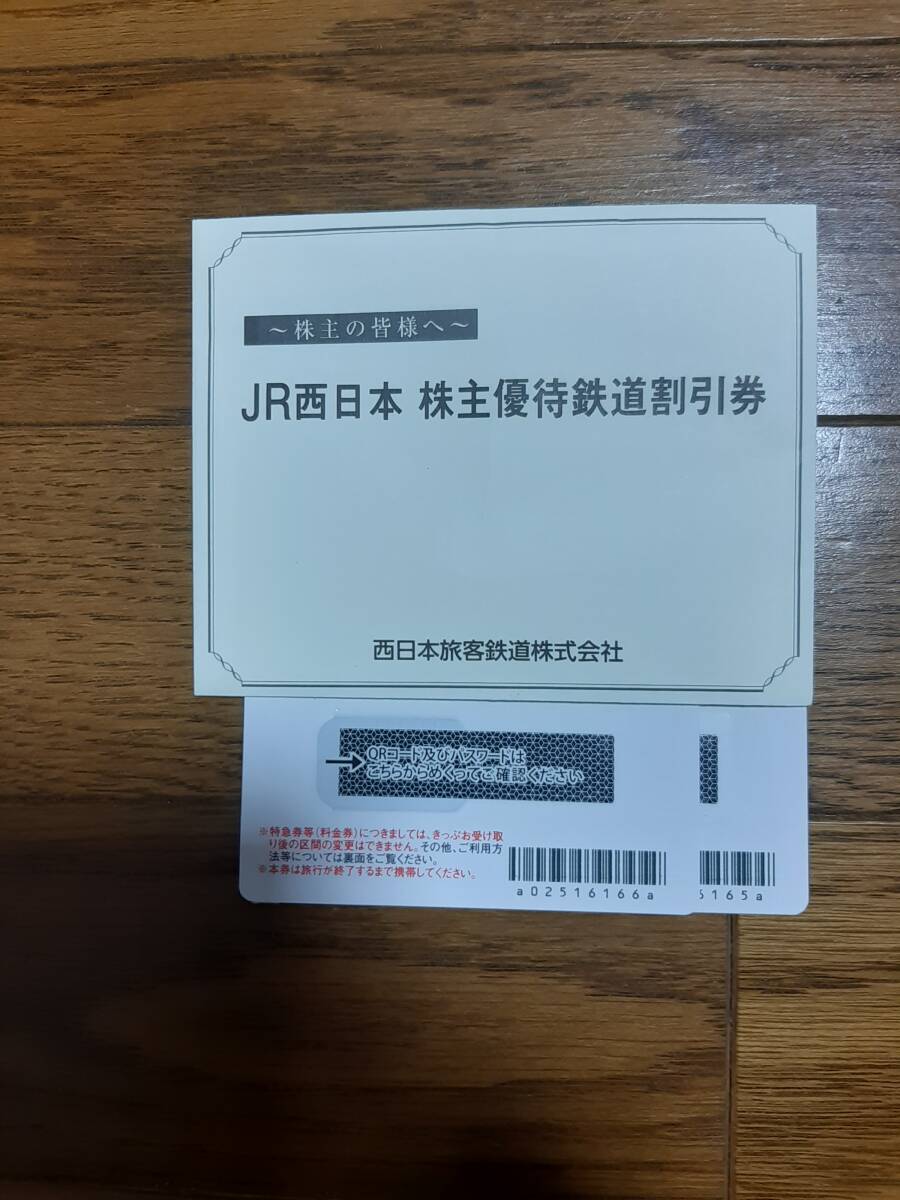 ～株主の皆様へ～
JR西日本 株主優待鉄道割引券
西日本旅客鉄道株式会社
QRコード及びパスワードは
こちらからめくってご確認ください
※特急券等(料金券)につきましては、きっぷお受け取
り後の区間の変更はできません。その他、ご利用方
法等については裏面をご覧ください。
※本券は旅行が終了するまで携帯してください。
a02516166a
6165a